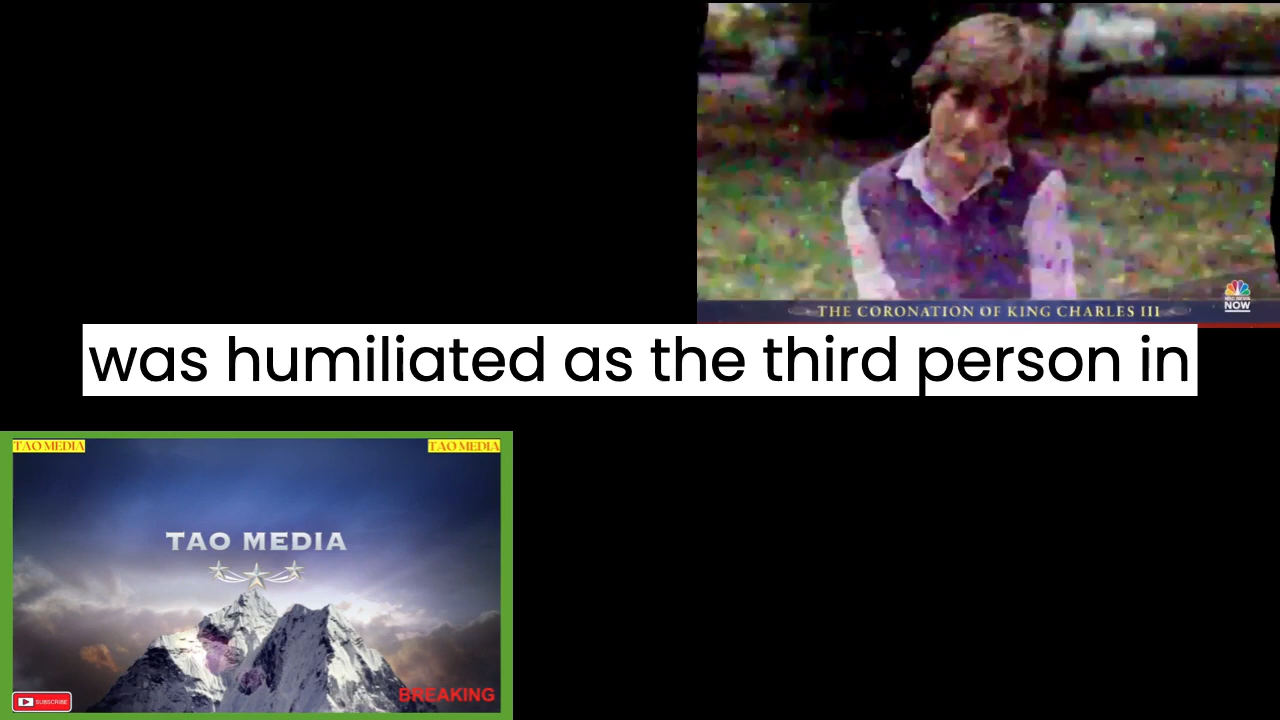 THE CORONATION OF KING CHARLES III
NOW
was humiliated as the third person in
TAO MEDIA
TAO MEDIA
TAO MEDIA
SUBSCRIBE
BREAKING